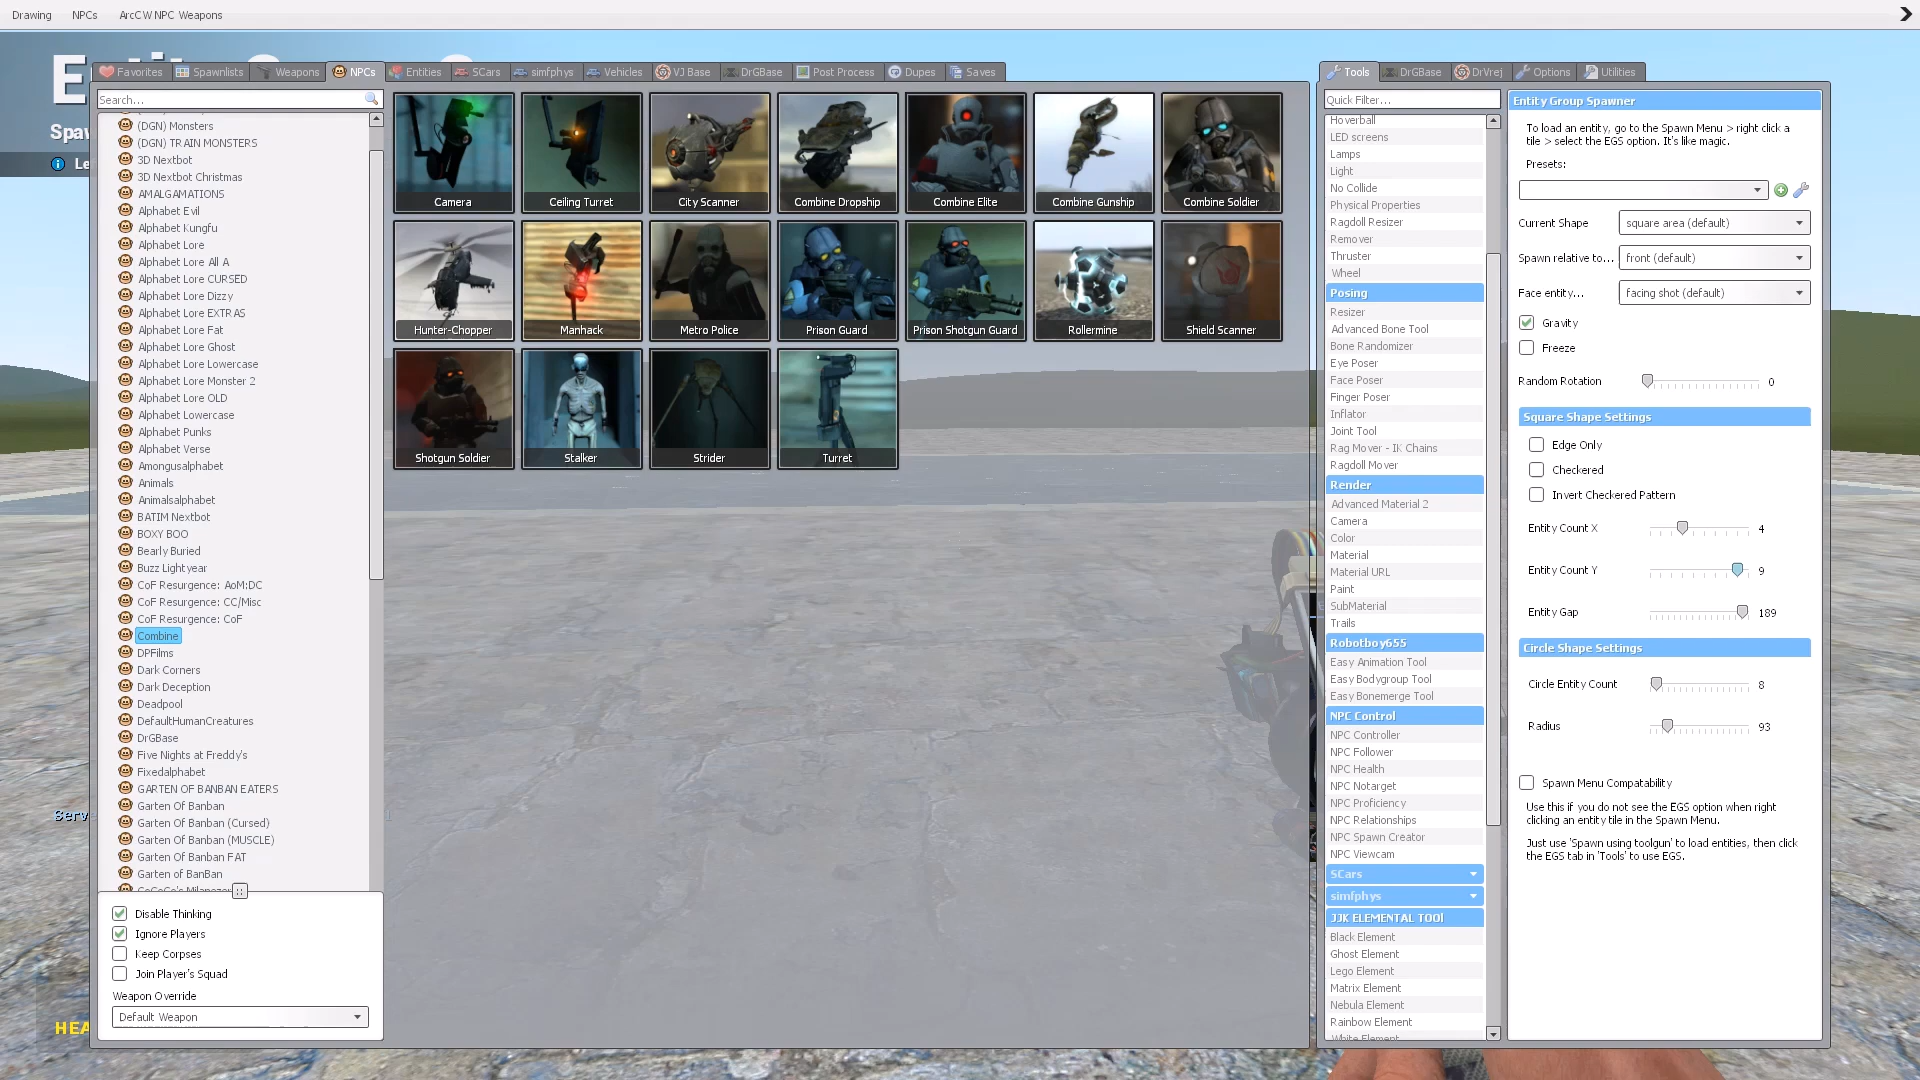 Drawing NPCs ArcCW NPC Weapons
Favorites Spawnlists Weapons NPCs Entities SCars simfphys Vehicles VJ Base DrGBase Post Process Dupes Saves
Search...
(DGN) Monsters
(DGN) TRAIN MONSTERS
3D Nextbot
3D Nextbot Christmas
AMALGAMATIONS
Alphabet Evil
Alphabet Kungfu
Alphabet Lore
Alphabet Lore All A
Alphabet Lore CURSED
Alphabet Lore Dizzy
Alphabet Lore EXTRAS
Alphabet Lore Fat
Alphabet Lore Ghost
Alphabet Lore Lowercase
Alphabet Lore Monster 2
Alphabet Lore OLD
Alphabet Lowercase
Alphabet Punks
Alphabet Verse
Amongusalphabet
Animals
Animalsalphabet
BATIM Nextbot
BOXY BOO
Bearly Buried
Buzz Lightyear
CoF Resurgence: AoM:DC
CoF Resurgence: CC/Misc
CoF Resurgence: CoF
Combine
DPFilms
Dark Corners
Dark Deception
Deadpool
DefaultHumanCreatures
DrGBase
Five Nights at Freddy's
Fixedalphabet
GARTEN OF BANBAN EATERS
Garten Of Banban
Garten Of Banban (Cursed)
Garten Of Banban (MUSCLE)
Garten Of Banban FAT
Garten of BanBan
Disable Thinking
Ignore Players
Keep Corpses
Join Player's Squad
Weapon Override
Default Weapon
Camera Ceiling Turret City Scanner Combine Dropship Combine Elite Combine Gunship Combine Soldier
Hunter-Chopper Manhack Metro Police Prison Guard Prison Shotgun Guard Rollermine Shield Scanner
Shotgun Soldier Stalker Strider Turret
Tools DrGBase DrVrej Options Utilities
Quick Filter...
Hoverball
LED screens
Lamps
Light
No Collide
Physical Properties
Ragdoll Resizer
Remover
Thruster
Wheel
Posing
Resizer
Advanced Bone Tool
Bone Randomizer
Eye Poser
Face Poser
Finger Poser
Inflator
Joint Tool
Rag Mover - IK Chains
Ragdoll Mover
Render
Advanced Material 2
Camera
Color
Material
Material URL
Paint
SubMaterial
Trails
Robotboy655
Easy Animation Tool
Easy Bodygroup Tool
Easy Bonemerge Tool
NPC Control
NPC Controller
NPC Follower
NPC Health
NPC Notarget
NPC Proficiency
NPC Relationships
NPC Spawn Creator
NPC Viewcam
SCars
simfphys
JJK ELEMENTAL TOOl
Black Element
Ghost Element
Lego Element
Matrix Element
Nebula Element
Rainbow Element
White Element
Entity Group Spawner
To load an entity, go to the Spawn Menu > right click a
tile > select the EGS option. It's like magic.
Presets:
Current Shape square area (default)
Spawn relative to... front (default)
Face entity... facing shot (default)
Gravity
Freeze
Random Rotation 0
Square Shape Settings
Edge Only
Checkered
Invert Checkered Pattern
Entity Count X 4
Entity Count Y 9
Entity Gap 189
Circle Shape Settings
Circle Entity Count 8
Radius 93
Spawn Menu Compatability
Use this if you do not see the EGS option when right
clicking an entity tile in the Spawn Menu.
Just use 'Spawn using toolgun' to load entities, then click
the EGS tab in 'Tools' to use EGS.